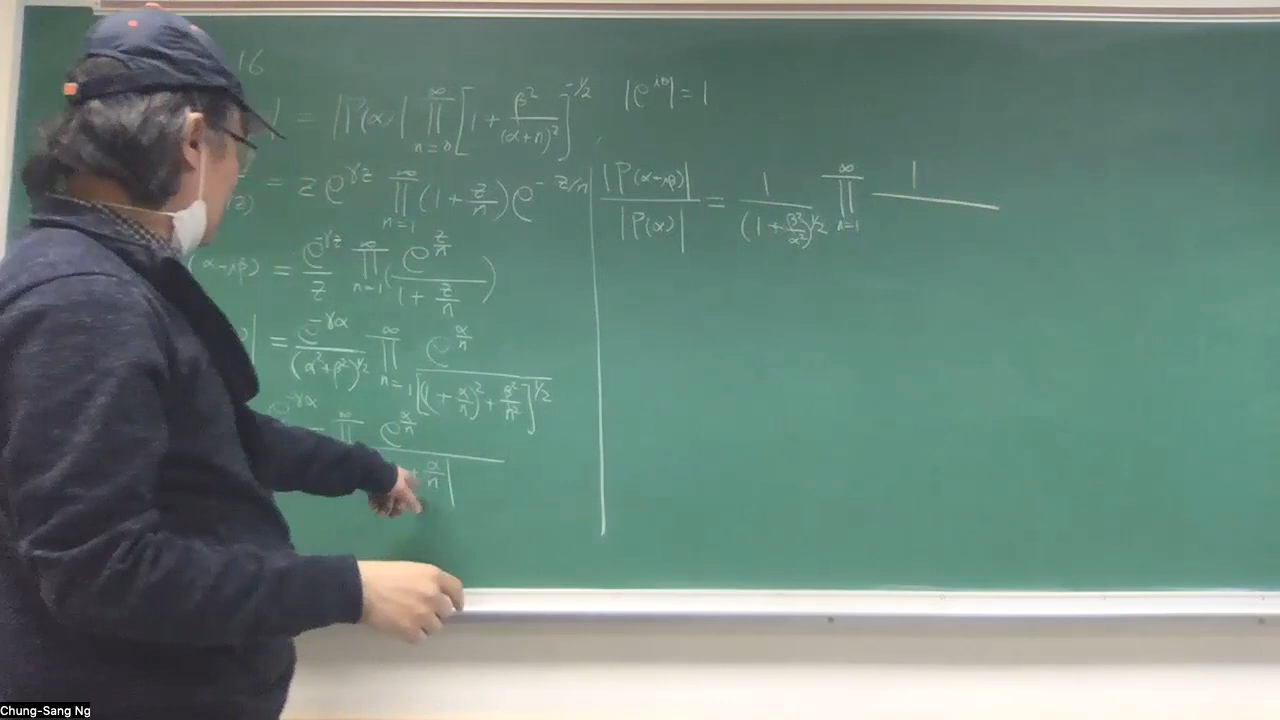 16
| = |Γ(α)| ∏_{n=0}^{∞} [1 + β²/(α+n)²]^{-1/2} , |e^{iθ}| = 1
(z) = z e^{γz} ∏_{n=1}^{∞} (1 + z/n) e^{-z/n}
(α+iβ) = e^{-γz}/z ∏_{n=1}^{∞} (e^{z/n}/(1 + z/n))
| = e^{-γα}/(α²+β²)^{1/2} ∏_{n=1}^{∞} e^{α/n}/[(1 + α/n)² + β²/n²]^{1/2}
e^{-γα} ∏^{∞} e^{α/n}/ + α/n|
|Γ(α+iβ)|/|Γ(α)| = 1/(1 + β²/α²)^{1/2} ∏_{n=1}^{∞} 1/
Chung-Sang Ng